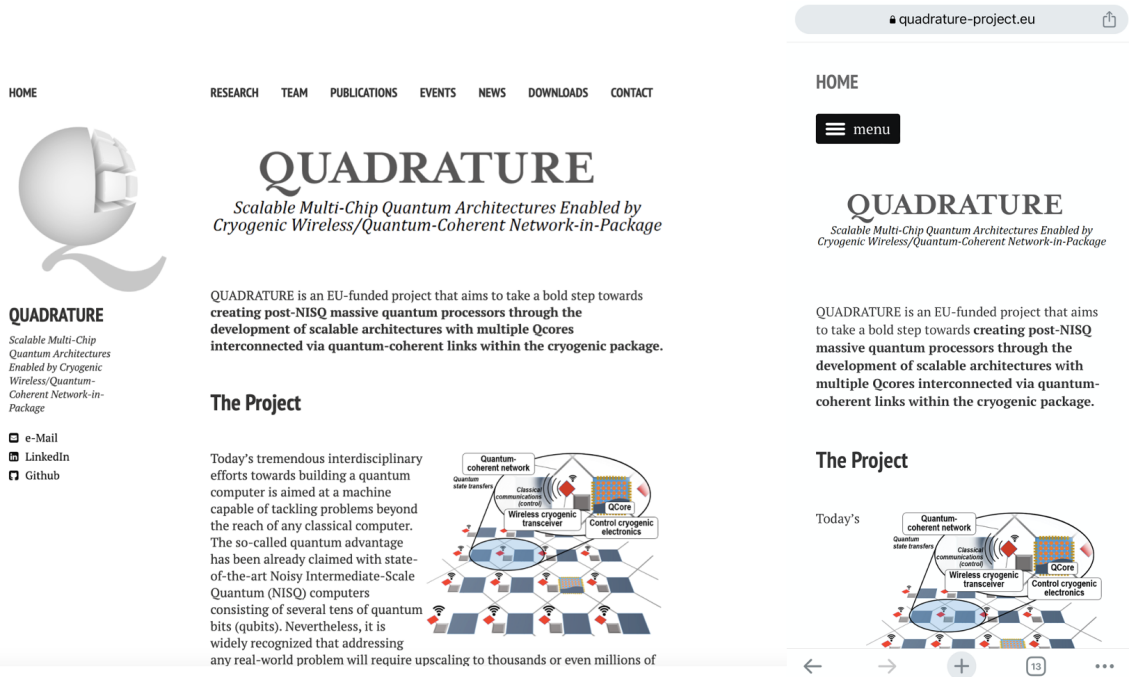 HOME
RESEARCH TEAM PUBLICATIONS EVENTS NEWS DOWNLOADS CONTACT
QUADRATURE
Scalable Multi-Chip
Quantum Architectures
Enabled by Cryogenic
Wireless/Quantum-
Coherent Network-in-
Package
e-Mail
LinkedIn
Github
QUADRATURE
Scalable Multi-Chip Quantum Architectures Enabled by
Cryogenic Wireless/Quantum-Coherent Network-in-Package
QUADRATURE is an EU-funded project that aims to take a bold step towards
creating post-NISQ massive quantum processors through the
development of scalable architectures with multiple Qcores
interconnected via quantum-coherent links within the cryogenic package.
The Project
Today's tremendous interdisciplinary
efforts towards building a quantum
computer is aimed at a machine
capable of tackling problems beyond
the reach of any classical computer.
The so-called quantum advantage
has been already claimed with state-
of-the-art Noisy Intermediate-Scale
Quantum (NISQ) computers
consisting of several tens of quantum
bits (qubits). Nevertheless, it is
widely recognized that addressing
any real-world problem will require upscaling to thousands or even millions of
Quantum-
coherent network
Quantum
state transfers
Classical
communications
(control)
QCore
Wireless cryogenic
transceiver
Control cryogenic
electronics
quadrature-project.eu
HOME
menu
QUADRATURE
Scalable Multi-Chip Quantum Architectures Enabled by
Cryogenic Wireless/Quantum-Coherent Network-in-Package
QUADRATURE is an EU-funded project that aims
to take a bold step towards creating post-NISQ
massive quantum processors through the
development of scalable architectures with
multiple Qcores interconnected via quantum-
coherent links within the cryogenic package.
The Project
Today's
Quantum-
coherent network
Quantum
state transfers
Classical
communications
(control)
QCore
Wireless cryogenic
transceiver
Control cryogenic
electronics
13